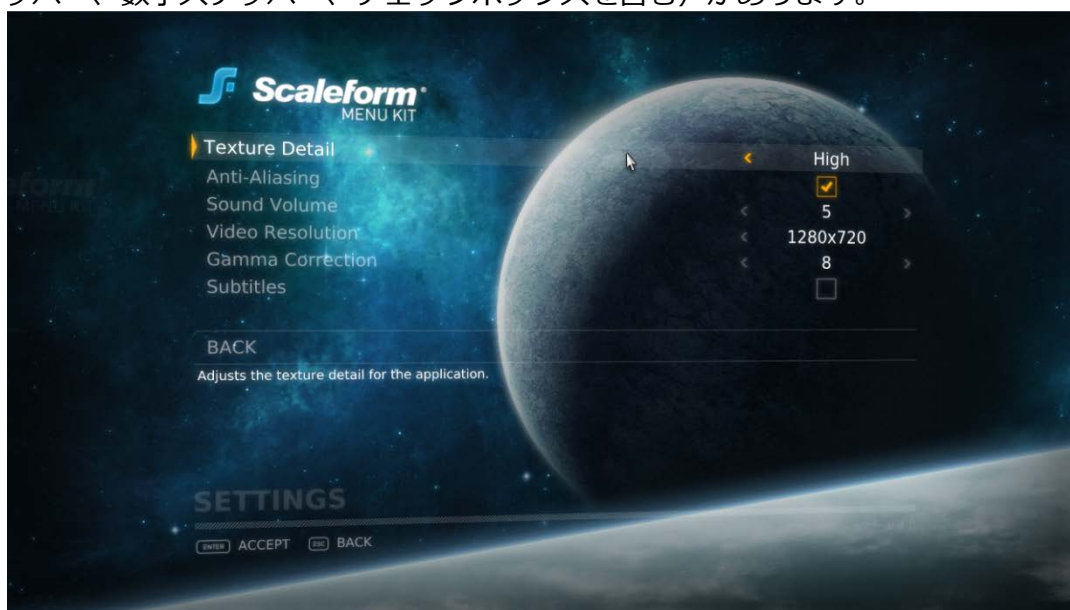 Scaleform
MENU KIT
Texture Detail < High
Anti-Aliasing
Sound Volume < 5 >
Video Resolution < 1280x720
Gamma Correction < 8 >
Subtitles
BACK
Adjusts the texture detail for the application.
SETTINGS
ENTER ACCEPT ESC BACK